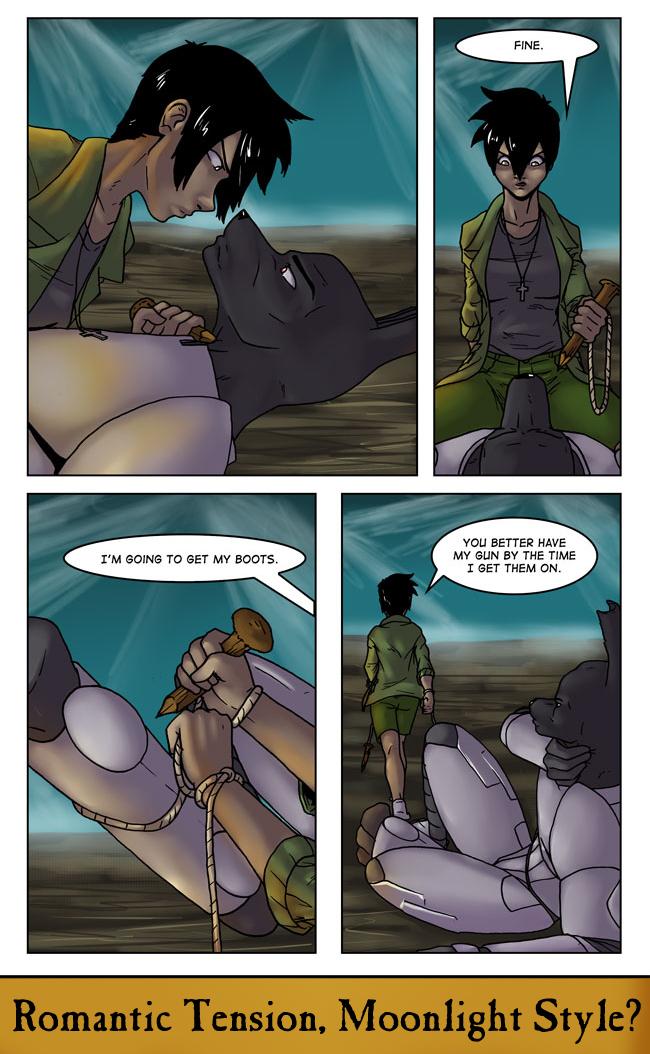 FINE.
I'M GOING TO GET MY BOOTS.
YOU BETTER HAVE
MY GUN BY THE TIME
I GET THEM ON.
Romantic Tension, Moonlight Style?